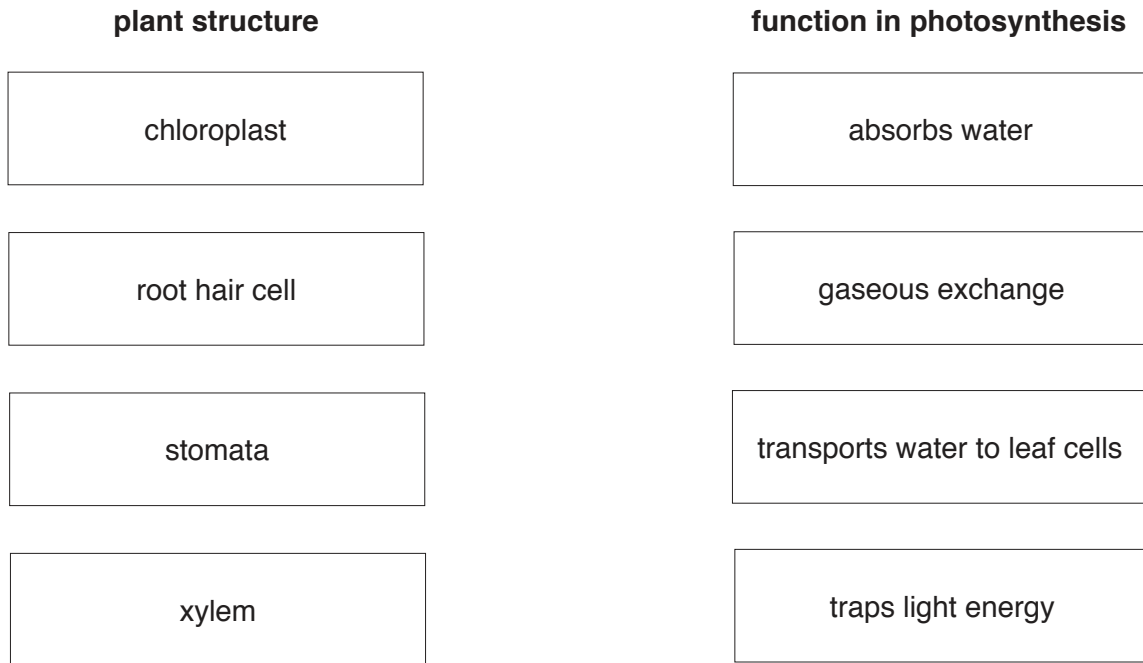 plant structure
function in photosynthesis
chloroplast
absorbs water
root hair cell
gaseous exchange
stomata
transports water to leaf cells
xylem
traps light energy